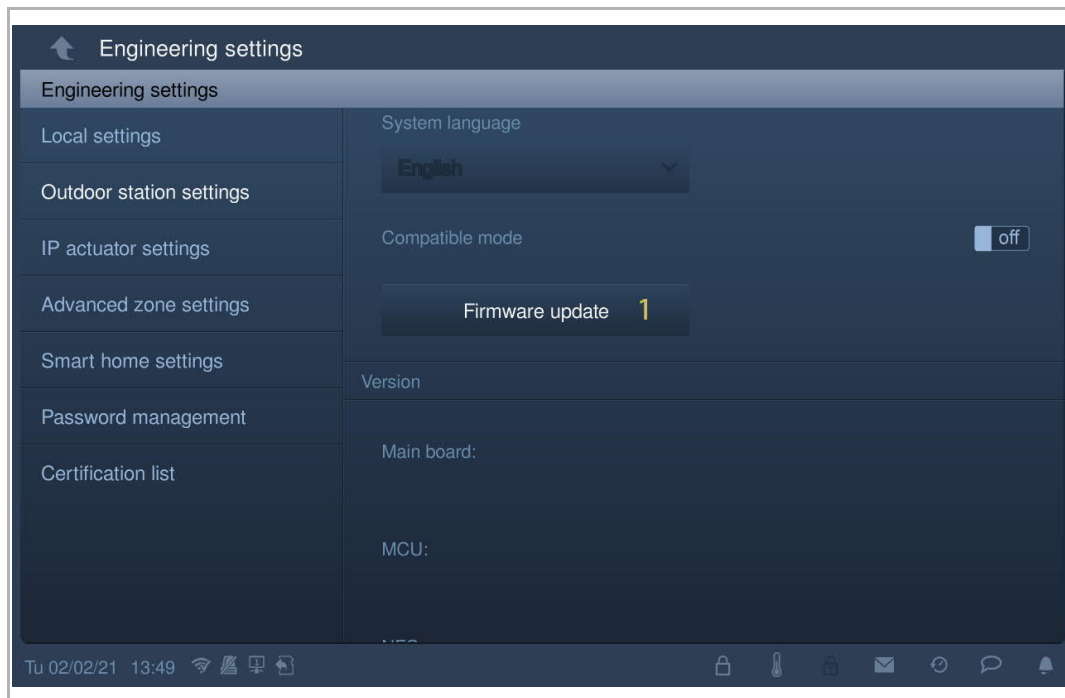 Engineering settings
Engineering settings
Local settings
Outdoor station settings
IP actuator settings
Advanced zone settings
Smart home settings
Password management
Certification list
System language
English
Compatible mode
off
Firmware update 1
Version
Main board:
MCU:
Tu 02/02/21 13:49